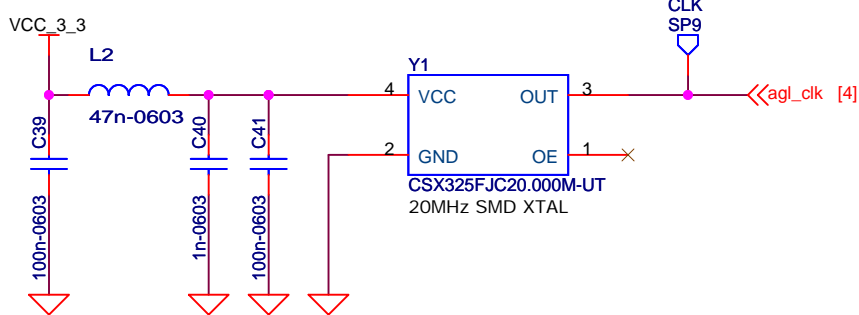 CLK
SP9
VCC_3_3
L2
47n-0603
C39
100n-0603
C40
1n-0603
C41
100n-0603
Y1
4
VCC
OUT
3
2
GND
OE
1
CSX325FJC20.000M-UT
20MHz SMD XTAL
agl_clk [4]